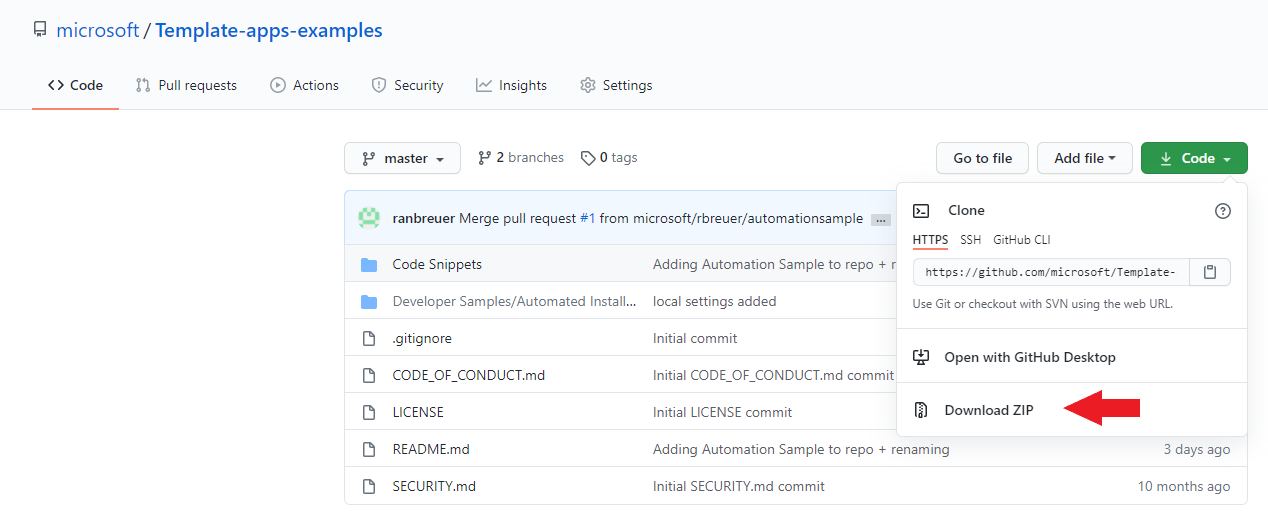 microsoft / Template-apps-examples
Code Pull requests Actions Security Insights Settings
master 2 branches 0 tags Go to file Add file Code
ranbreuer Merge pull request #1 from microsoft/rbreuer/automationsample ...
Clone
HTTPS SSH GitHub CLI
Code Snippets Adding Automation Sample to repo +
https://github.com/microsoft/Template-
Developer Samples/Automated Install... local settings added
Use Git or checkout with SVN using the web URL.
.gitignore Initial commit
Open with GitHub Desktop
CODE_OF_CONDUCT.md Initial CODE_OF_CONDUCT.md commit
LICENSE Initial LICENSE commit
Download ZIP
README.md Adding Automation Sample to repo + renaming 3 days ago
SECURITY.md Initial SECURITY.md commit 10 months ago